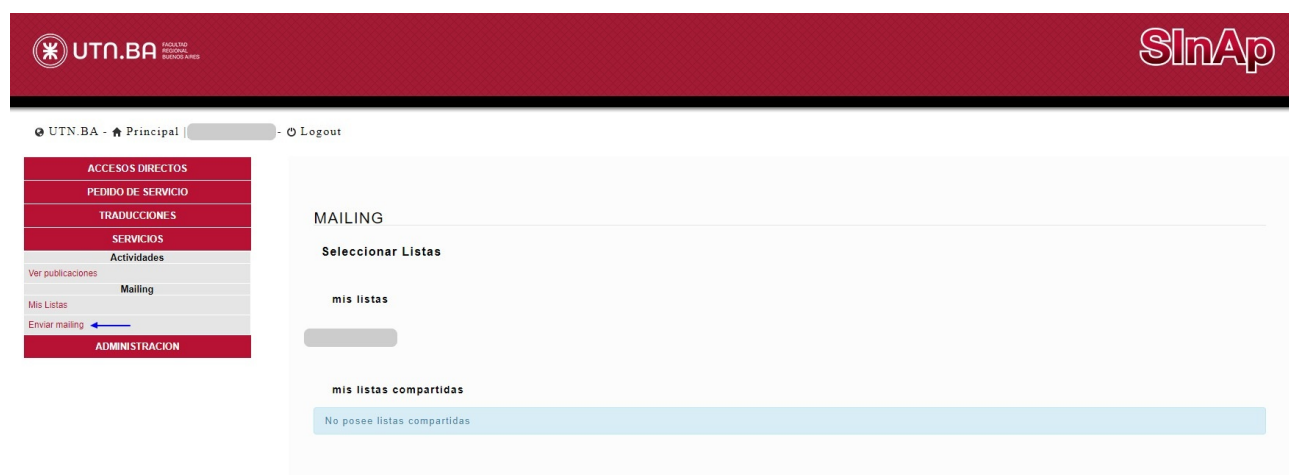 UTN.BA FACULTAD
REGIONAL
BUENOS AIRES
SInAp
UTN.BA - Principal | - Logout
ACCESOS DIRECTOS
PEDIDO DE SERVICIO
TRADUCCIONES
SERVICIOS
Actividades
Ver publicaciones
Mailing
Mis Listas
Enviar mailing
ADMINISTRACION
MAILING
Seleccionar Listas
mis listas
mis listas compartidas
No posee listas compartidas